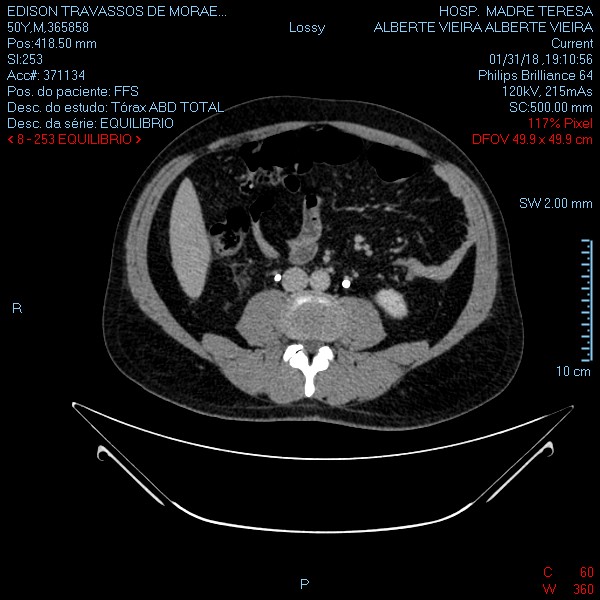 EDISON TRAVASSOS DE MORAE...
50Y,M,365858
Pos:418.50 mm
Sl:253
Acc#: 371134
Pos. do paciente: FFS
Desc. do estudo: Tórax ABD TOTAL
Desc. da série: EQUILIBRIO
< 8 - 253 EQUILIBRIO >
Lossy
HOSP. MADRE TERESA
ALBERTE VIEIRA ALBERTE VIEIRA
Current
01/31/18 ,19:10:56
Philips Brilliance 64
120kV, 215mAs
SC:500.00 mm
117% Pixel
DFOV 49.9 x 49.9 cm
SW 2.00 mm
R
10 cm
P
C 60
W 360